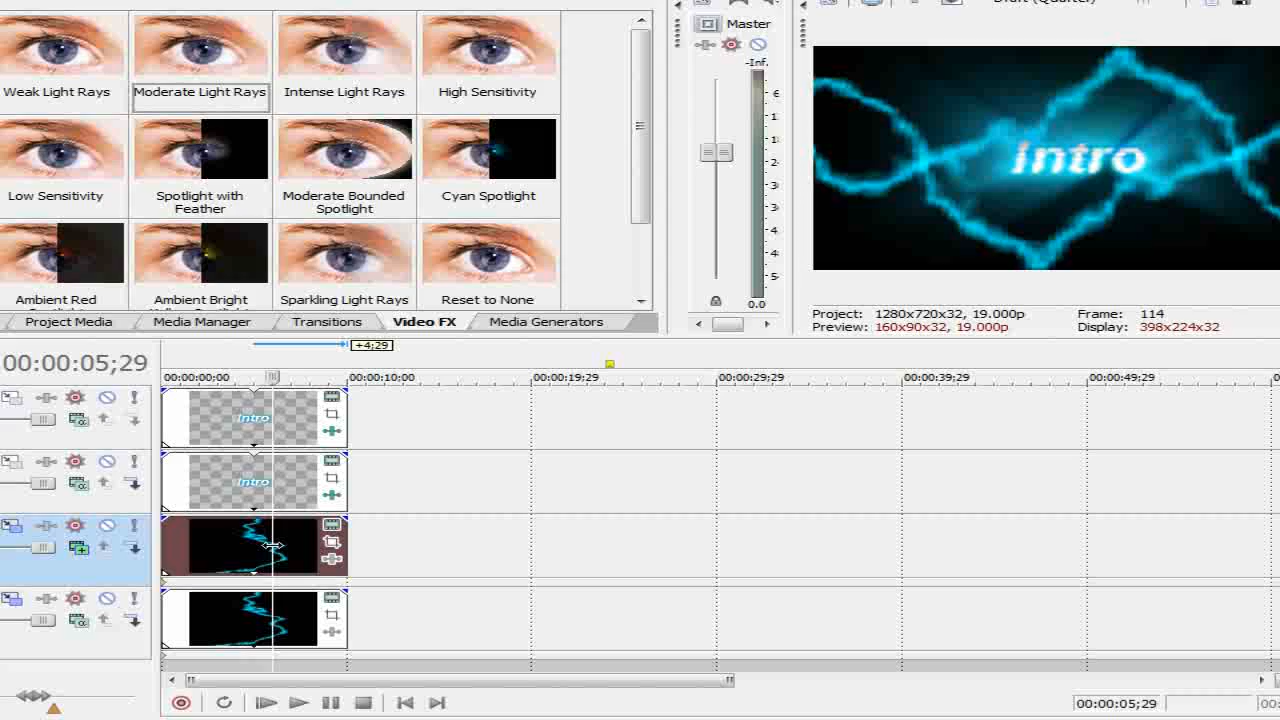 Master
Draft (Quarter)
-Inf.
Weak Light Rays
Moderate Light Rays
Intense Light Rays
High Sensitivity
Low Sensitivity
Spotlight with
Feather
Moderate Bounded
Spotlight
Cyan Spotlight
Ambient Red
Ambient Bright
Sparkling Light Rays
Reset to None
0.0
Intro
Project Media
Media Manager
Transitions
Video FX
Media Generators
Project: 1280x720x32, 19.000p
Frame: 114
Preview: 160x90x32, 19.000p
Display: 398x224x32
00:00:05;29
+4;29
00:00:00;00
00:00:10;00
00:00:19;29
00:00:29;29
00:00:39;29
00:00:49;29
Intro
Intro
00:00:05;29